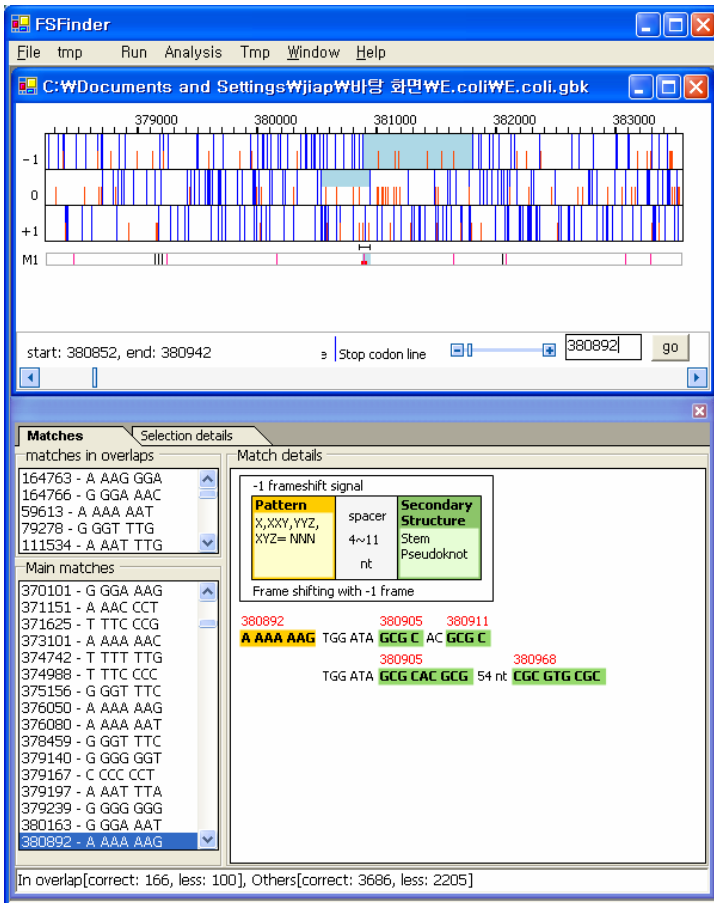 FSFinder
File tmp Run Analysis Tmp Window Help
C:₩Documents and Settings₩jiap₩바탕 화면₩E.coli₩E.coli.gbk
379000 380000 381000 382000 383000
-1
0
+1
M1
start: 380852, end: 380942
Stop codon line
380892
go
Matches
Selection details
matches in overlaps
164763 - A AAG GGA
164766 - G GGA AAC
59613 - A AAA AAT
79278 - G GGT TTG
111534 - A AAT TTG
Main matches
370101 - G GGA AAG
371151 - A AAC CCT
371625 - T TTC CCG
373101 - A AAA AAC
374742 - T TTT TTG
374988 - T TTC CCC
375156 - G GGT TTC
376050 - A AAA AAG
376080 - A AAA AAT
378459 - G GGT TTC
379140 - G GGG GGT
379167 - C CCC CCT
379197 - A AAT TTA
379239 - G GGG GGG
380163 - G GGA AAT
380892 - A AAA AAG
Match details
-1 frameshift signal
Pattern
X,XXY,YYZ,
XYZ= NNN
spacer
4~11
nt
Secondary
Structure
Stem
Pseudoknot
Frame shifting with -1 frame
380892 380905 380911
A AAA AAG TGG ATA GCG C AC GCG C
380905 380968
TGG ATA GCG CAC GCG 54 nt CGC GTG CGC
In overlap[correct: 166, less: 100], Others[correct: 3686, less: 2205]